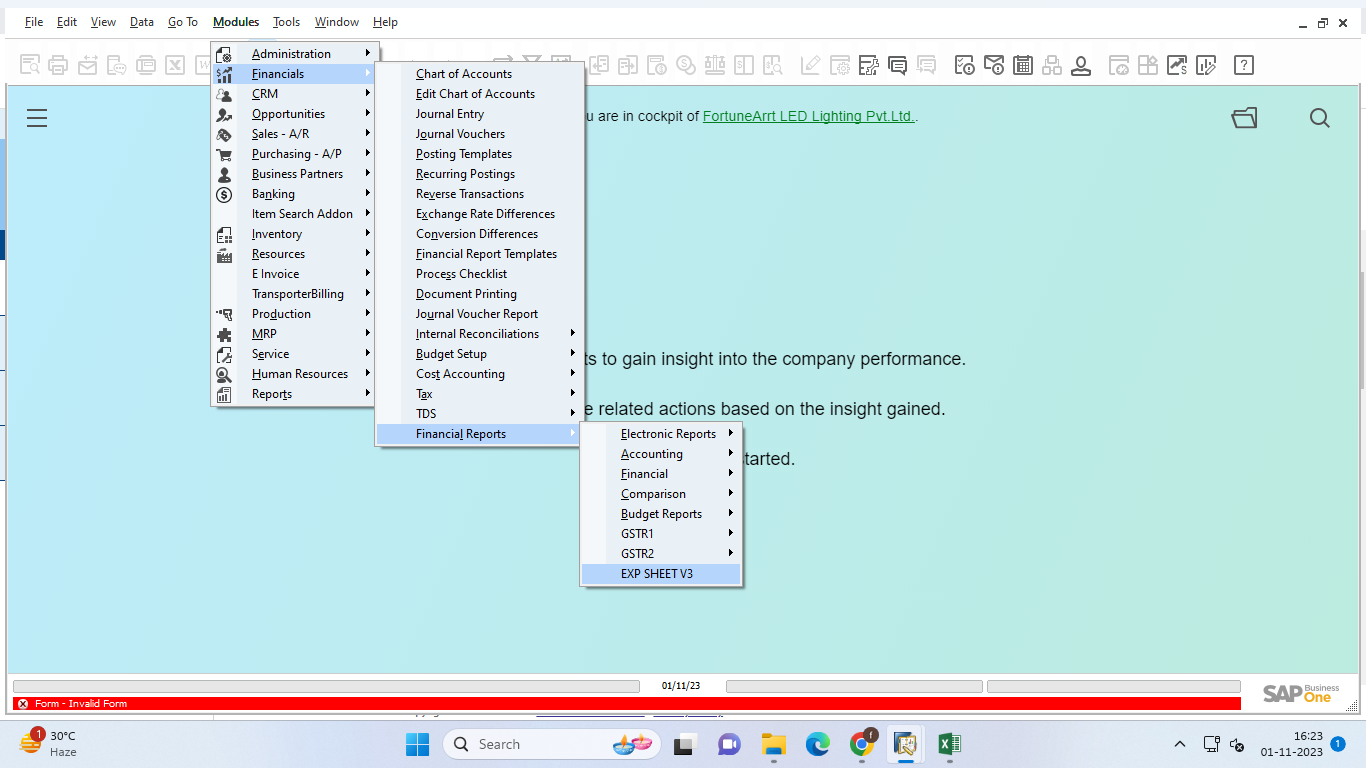 File Edit View Data Go To Modules Tools Window Help
u are in cockpit of FortuneArrt LED Lighting Pvt.Ltd..
Administration
Financials
CRM
Opportunities
Sales - A/R
Purchasing - A/P
Business Partners
Banking
Item Search Addon
Inventory
Resources
E Invoice
TransporterBilling
Production
MRP
Service
Human Resources
Reports
Chart of Accounts
Edit Chart of Accounts
Journal Entry
Journal Vouchers
Posting Templates
Recurring Postings
Reverse Transactions
Exchange Rate Differences
Conversion Differences
Financial Report Templates
Process Checklist
Document Printing
Journal Voucher Report
Internal Reconciliations
Budget Setup
Cost Accounting
Tax
TDS
Financial Reports
Electronic Reports
Accounting
Financial
Comparison
Budget Reports
GSTR1
GSTR2
EXP SHEET V3
ts to gain insight into the company performance.
e related actions based on the insight gained.
tarted.
01/11/23
SAP Business One
Form - Invalid Form
1
30°C
Haze
Search
f
16:23
01-11-2023
1